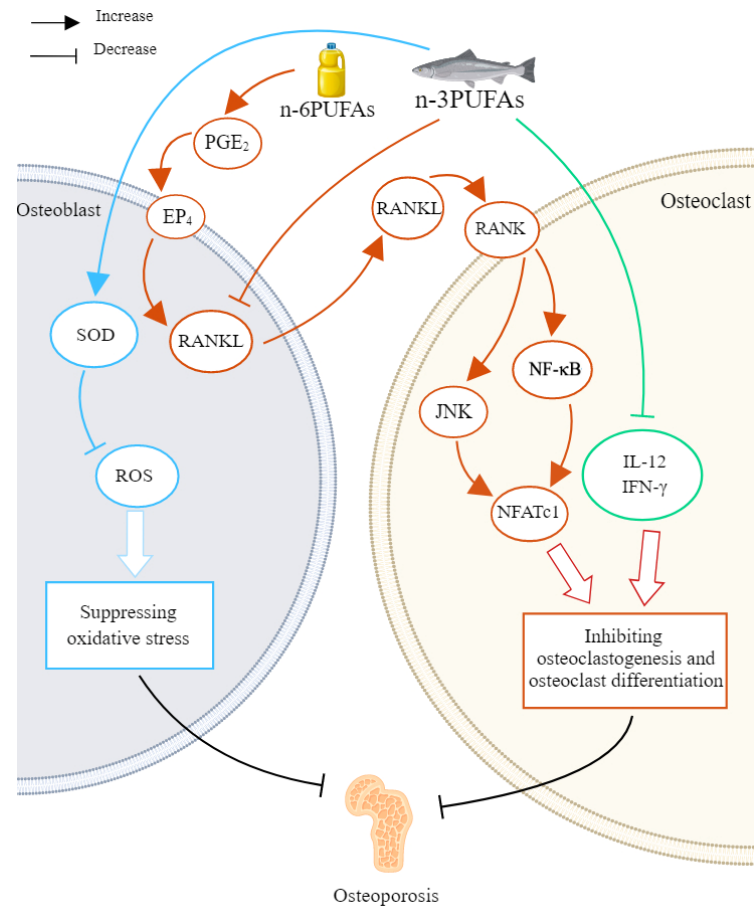 Increase
Decrease
n-6PUFAs
n-3PUFAs
PGE₂
Osteoblast
EP₄
RANKL
RANK
Osteoclast
SOD
RANKL
NF-κB
JNK
ROS
IL-12
IFN-γ
NFATc1
Suppressing
oxidative stress
Inhibiting
osteoclastogenesis and
osteoclast differentiation
Osteoporosis